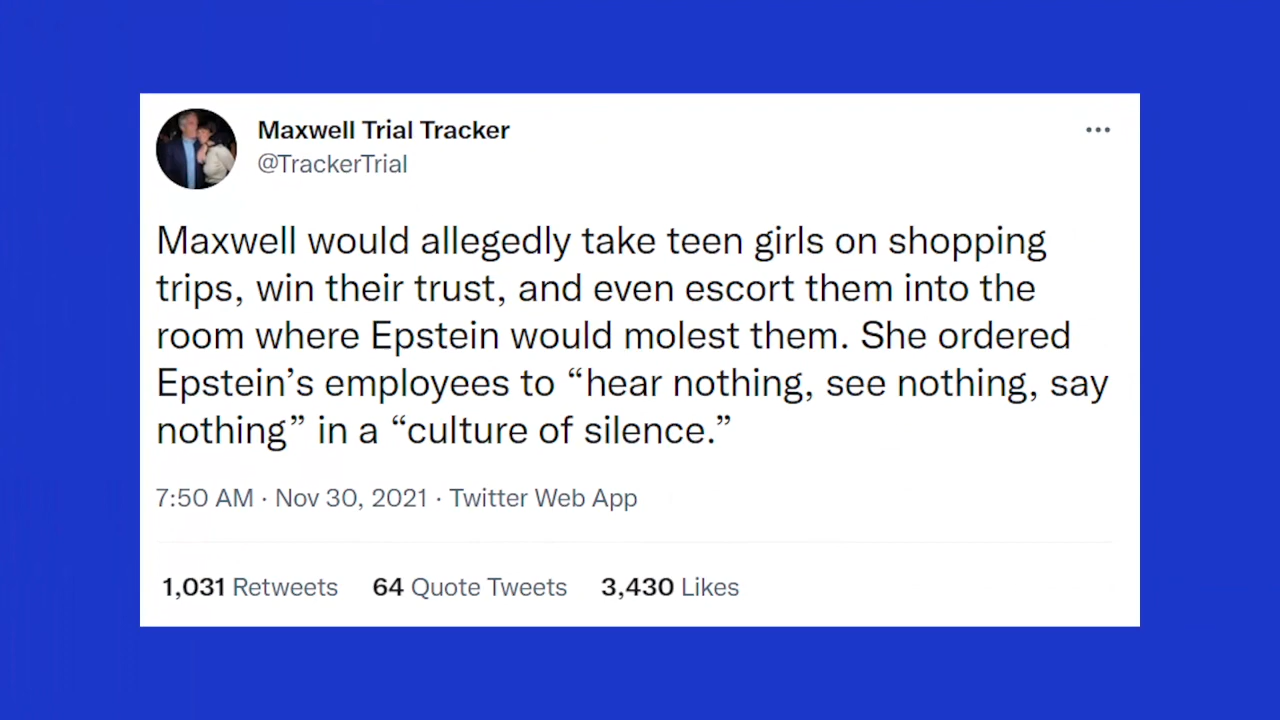 Maxwell Trial Tracker
@TrackerTrial
Maxwell would allegedly take teen girls on shopping
trips, win their trust, and even escort them into the
room where Epstein would molest them. She ordered
Epstein’s employees to “hear nothing, see nothing, say
nothing” in a “culture of silence.”
7:50 AM · Nov 30, 2021 · Twitter Web App
1,031 Retweets 64 Quote Tweets 3,430 Likes